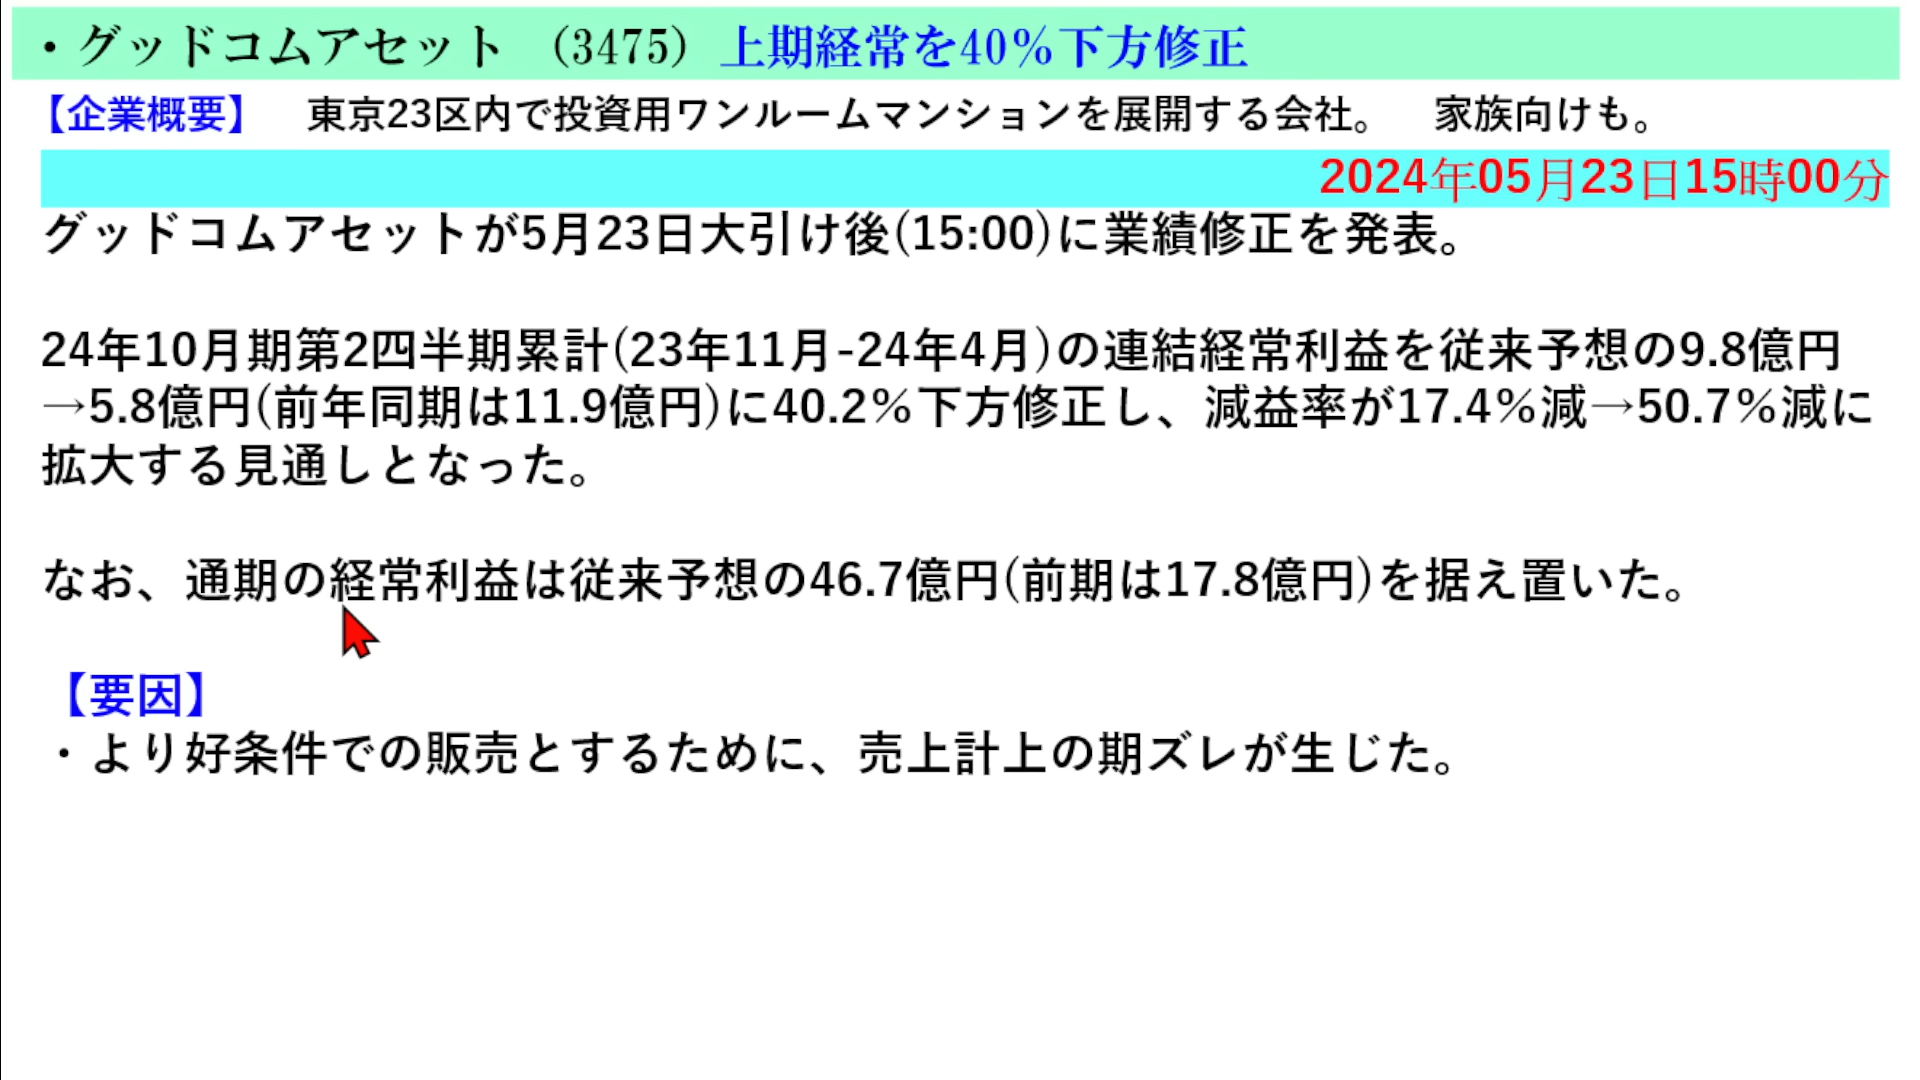 ・グッドコムアセット （3475）上期経常を40％下方修正
【企業概要】 東京23区内で投資用ワンルームマンションを展開する会社。 家族向けも。
2024年05月23日15時00分
グッドコムアセットが5月23日大引け後(15:00)に業績修正を発表。
24年10月期第2四半期累計(23年11月-24年4月)の連結経常利益を従来予想の9.8億円
→5.8億円(前年同期は11.9億円)に40.2％下方修正し、減益率が17.4％減→50.7％減に
拡大する見通しとなった。
なお、通期の経常利益は従来予想の46.7億円(前期は17.8億円)を据え置いた。
【要因】
・より好条件での販売とするために、売上計上の期ズレが生じた。